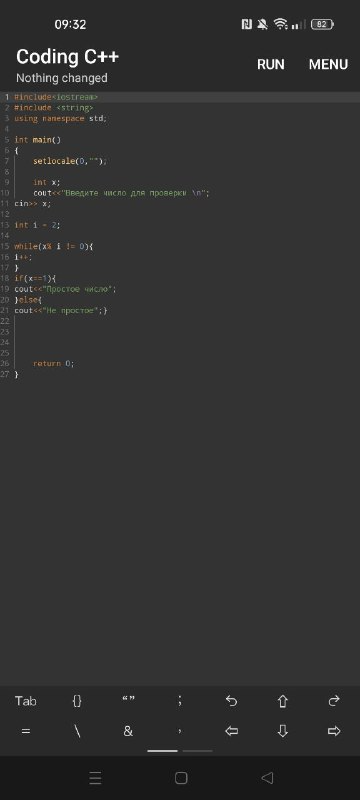 09:32
82
Coding C++
RUN
MENU
Nothing changed
1 #include<iostream>
2 #include <string>
3 using namespace std;
4
5 int main()
6 {
7 setlocale(0,"");
8
9 int x;
10 cout<<"Введите число для проверки \n";
11 cin>> x;
12
13 int i = 2;
14
15 while(x% i != 0){
16 i++;
17 }
18 if(x==i){
19 cout<<"Простое число";
20 }else{
21 cout<<"Не простое";}
22
23
24
25
26 return 0;
27 }
Tab {} “” ;
= \ & ,